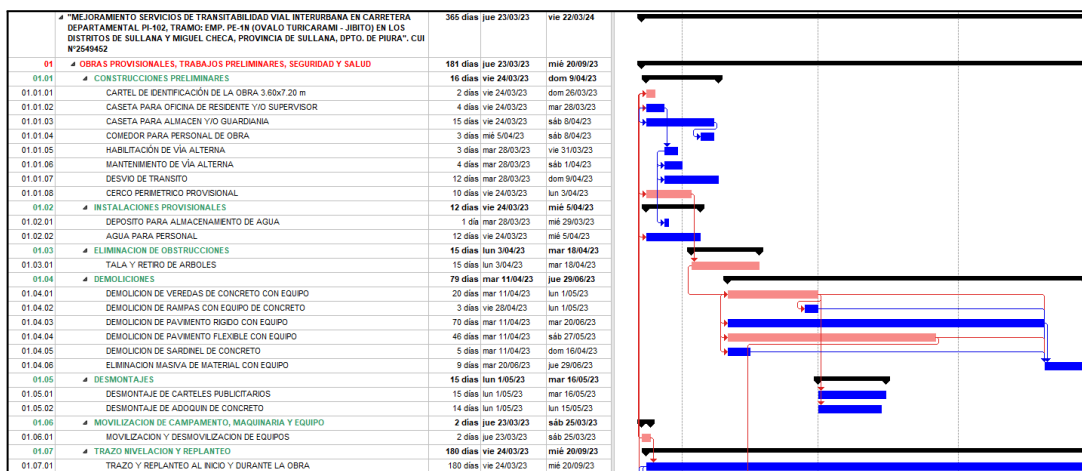 "MEJORAMIENTO SERVICIOS DE TRANSITABILIDAD VIAL INTERURBANA EN CARRETERA 365 días jue 23/03/23 vie 22/03/24
DEPARTAMENTAL PI-102, TRAMO: EMP. PE-1N (OVALO TURICARAMI - JIBITO) EN LOS
DISTRITOS DE SULLANA Y MIGUEL CHECA, PROVINCIA DE SULLANA, DPTO. DE PIURA". CUI
N°2549452
01 OBRAS PROVISIONALES, TRABAJOS PRELIMINARES, SEGURIDAD Y SALUD 181 días jue 23/03/23 mié 20/09/23
01.01 CONSTRUCCIONES PRELIMINARES 16 días vie 24/03/23 dom 9/04/23
01.01.01 CARTEL DE IDENTIFICACIÓN DE LA OBRA 3.60x7.20 m 2 días vie 24/03/23 dom 26/03/23
01.01.02 CASETA PARA OFICINA DE RESIDENTE Y/O SUPERVISOR 4 días vie 24/03/23 mar 28/03/23
01.01.03 CASETA PARA ALMACEN Y/O GUARDIANIA 15 días vie 24/03/23 sáb 8/04/23
01.01.04 COMEDOR PARA PERSONAL DE OBRA 3 días mié 5/04/23 sáb 8/04/23
01.01.05 HABILITACIÓN DE VÍA ALTERNA 3 días mar 28/03/23 vie 31/03/23
01.01.06 MANTENIMIENTO DE VÍA ALTERNA 4 días mar 28/03/23 sáb 1/04/23
01.01.07 DESVIO DE TRANSITO 12 días mar 28/03/23 dom 9/04/23
01.01.08 CERCO PERIMETRICO PROVISIONAL 10 días vie 24/03/23 lun 3/04/23
01.02 INSTALACIONES PROVISIONALES 12 días vie 24/03/23 mié 5/04/23
01.02.01 DEPOSITO PARA ALMACENAMIENTO DE AGUA 1 día mar 28/03/23 mié 29/03/23
01.02.02 AGUA PARA PERSONAL 12 días vie 24/03/23 mié 5/04/23
01.03 ELIMINACION DE OBSTRUCCIONES 15 días lun 3/04/23 mar 18/04/23
01.03.01 TALA Y RETIRO DE ARBOLES 15 días lun 3/04/23 mar 18/04/23
01.04 DEMOLICIONES 79 días mar 11/04/23 jue 29/06/23
01.04.01 DEMOLICION DE VEREDAS DE CONCRETO CON EQUIPO 20 días mar 11/04/23 lun 1/05/23
01.04.02 DEMOLICION DE RAMPAS CON EQUIPO DE CONCRETO 3 días vie 28/04/23 lun 1/05/23
01.04.03 DEMOLICION DE PAVIMENTO RIGIDO CON EQUIPO 70 días mar 11/04/23 mar 20/06/23
01.04.04 DEMOLICION DE PAVIMENTO FLEXIBLE CON EQUIPO 46 días mar 11/04/23 sáb 27/05/23
01.04.05 DEMOLICION DE SARDINEL DE CONCRETO 5 días mar 11/04/23 dom 16/04/23
01.04.06 ELIMINACION MASIVA DE MATERIAL CON EQUIPO 9 días mar 20/06/23 jue 29/06/23
01.05 DESMONTAJES 15 días lun 1/05/23 mar 16/05/23
01.05.01 DESMONTAJE DE CARTELES PUBLICITARIOS 15 días lun 1/05/23 mar 16/05/23
01.05.02 DESMONTAJE DE ADOQUIN DE CONCRETO 14 días lun 1/05/23 lun 15/05/23
01.06 MOVILIZACION DE CAMPAMENTO, MAQUINARIA Y EQUIPO 2 días jue 23/03/23 sáb 25/03/23
01.06.01 MOVILIZACION Y DESMOVILIZACION DE EQUIPOS 2 días jue 23/03/23 sáb 25/03/23
01.07 TRAZO NIVELACION Y REPLANTEO 180 días vie 24/03/23 mié 20/09/23
01.07.01 TRAZO Y REPLANTEO AL INICIO Y DURANTE LA OBRA 180 días vie 24/03/23 mié 20/09/23